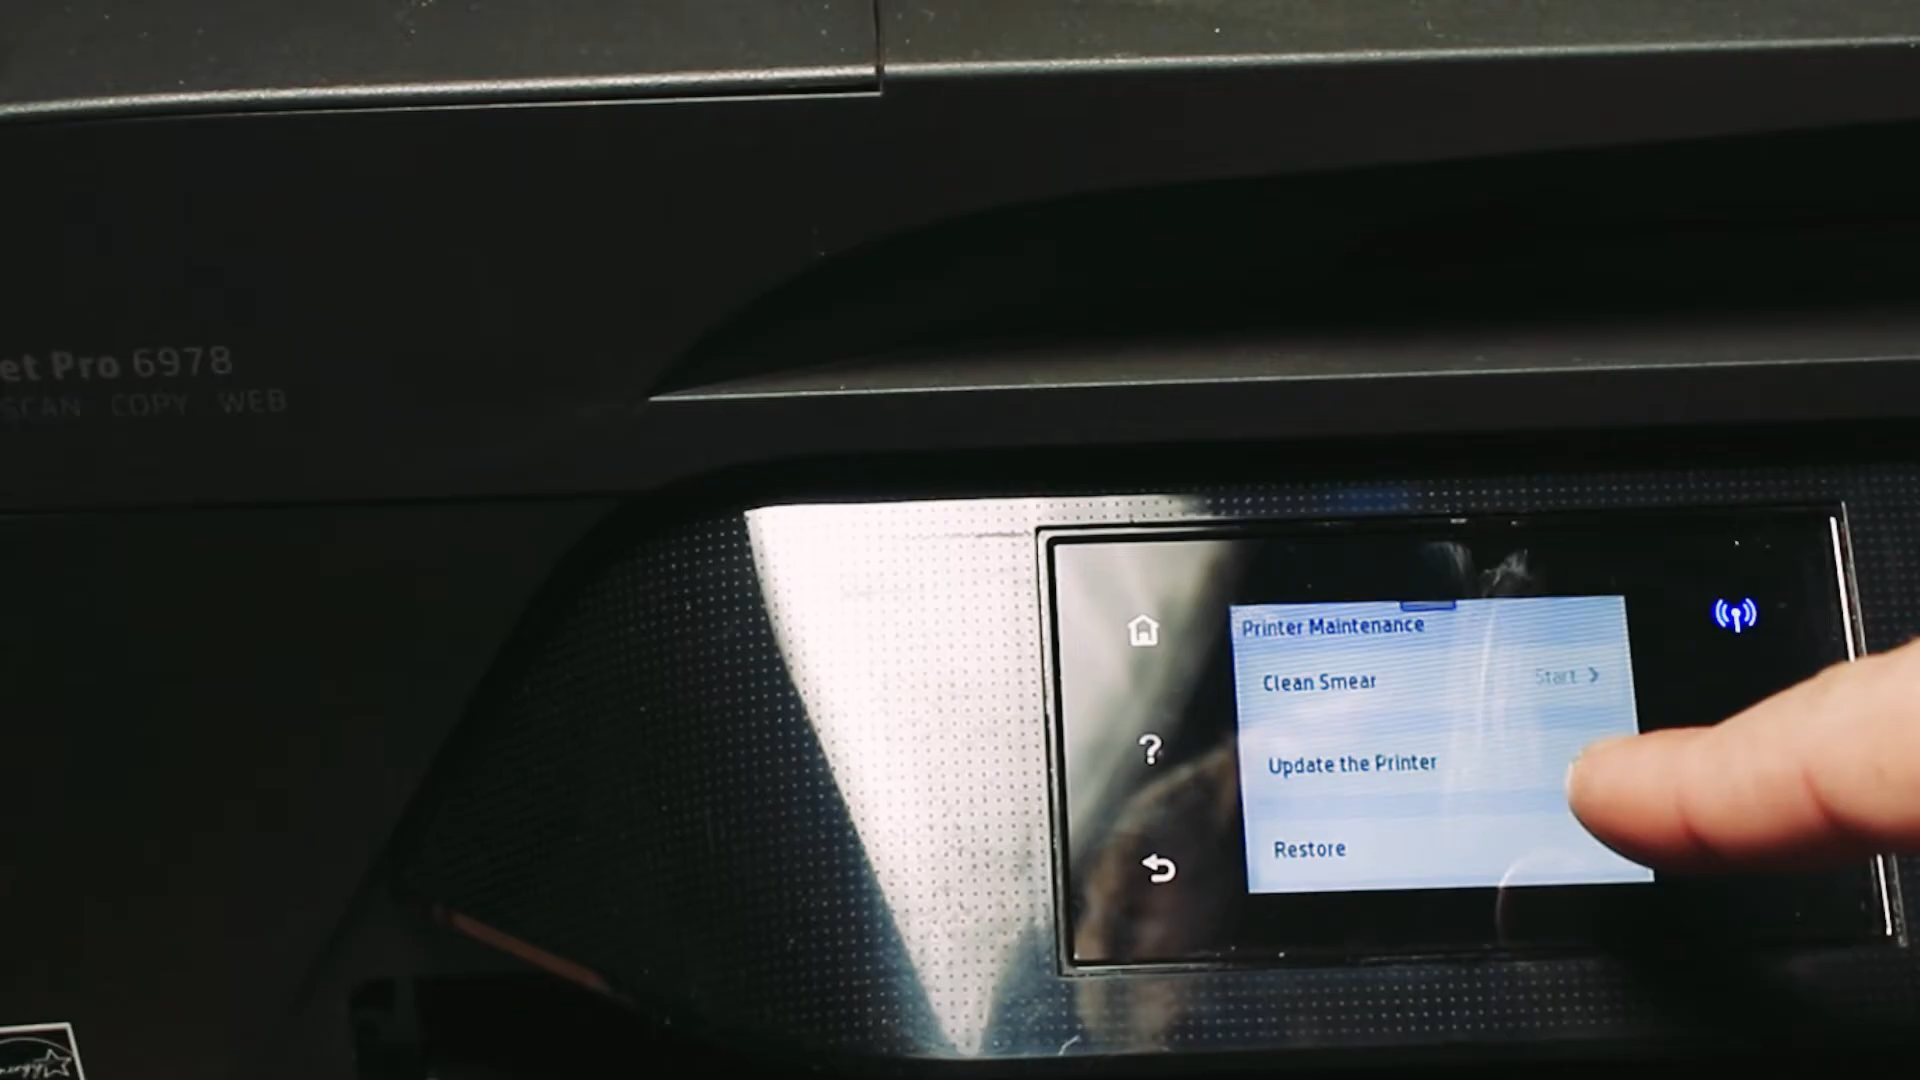 et Pro 6978
SCAN COPY WEB
Printer Maintenance
Clean Smear Start >
Update the Printer
Restore
?